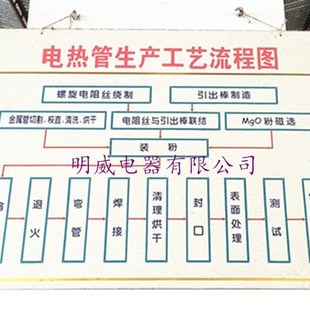 电热管生产工艺流程图
螺旋电阻丝绕制 引出棒制造
金属管切割、校直、清洗、烘干 电阻丝与引出棒联结 MgO粉磁选
装粉
明威电器有限公司
退火 弯管 焊接 清理烘干 封口 表面处理 测试